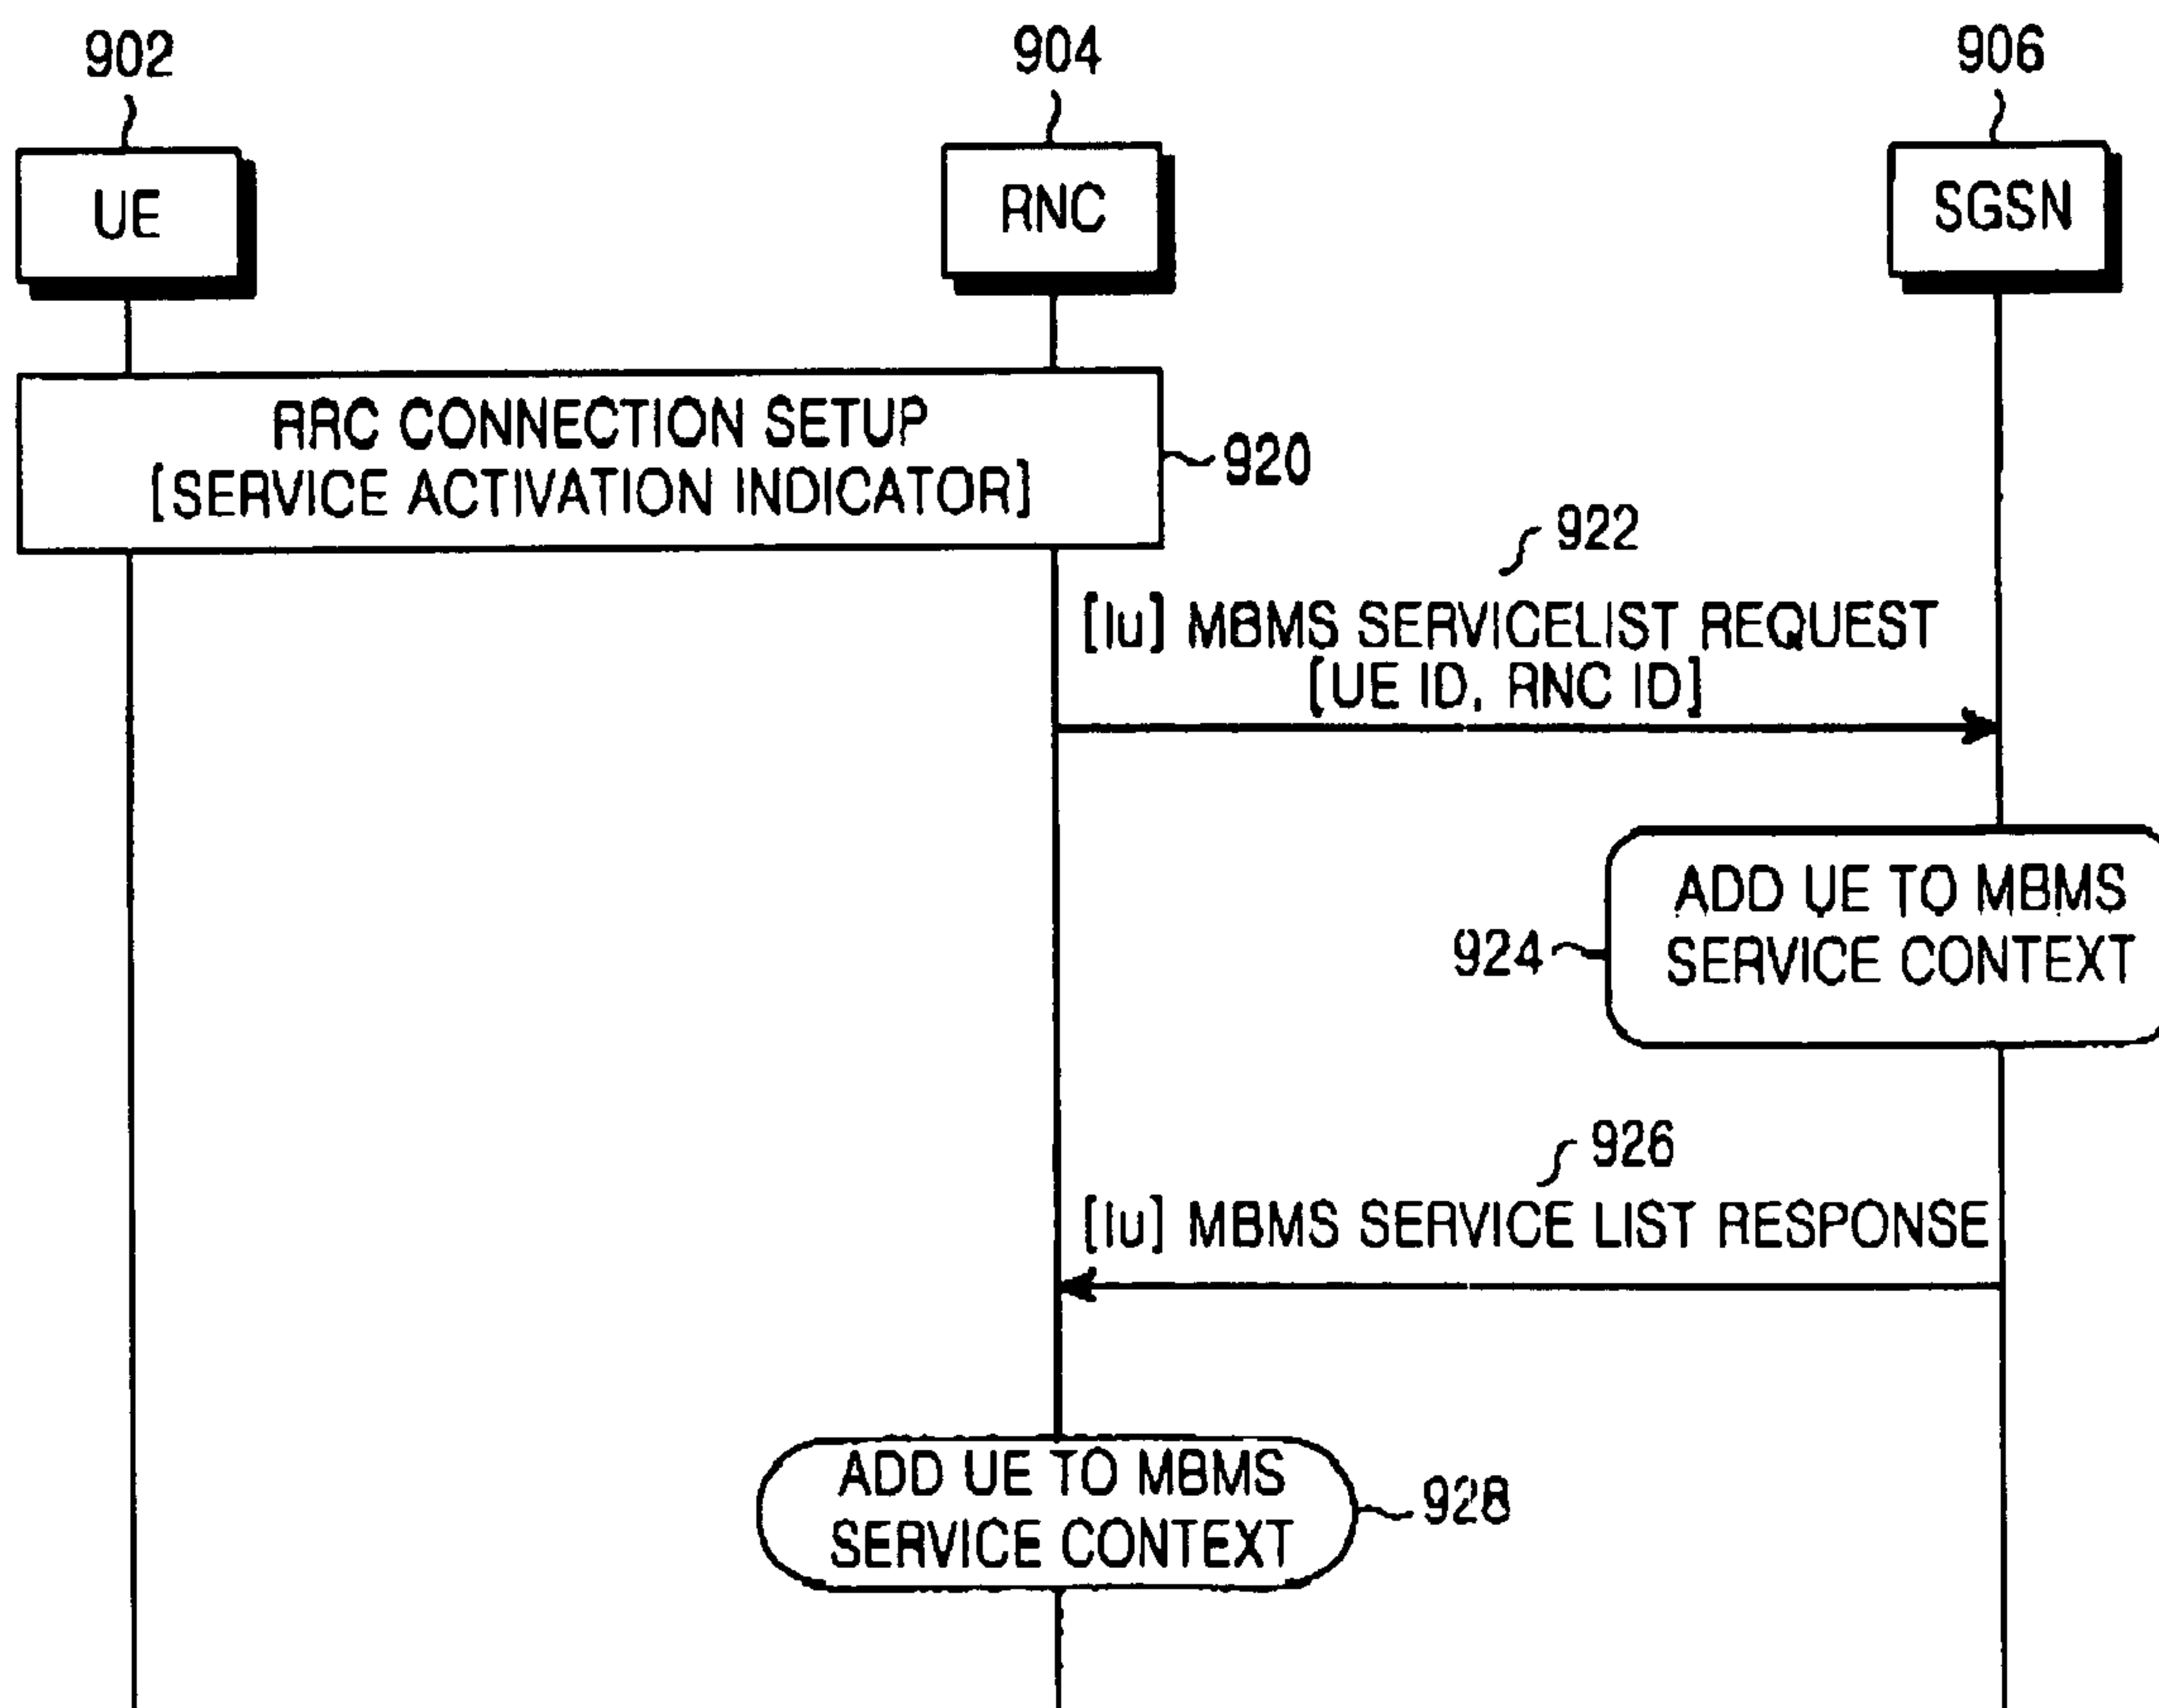 902
904
906
UE
RNC
SGSN
RRC CONNECTION SETUP
[SERVICE ACTIVATION INDICATOR]
920
922
[Iu] MBMS SERVICELIST REQUEST
[UE ID, RNC ID]
ADD UE TO MBMS
SERVICE CONTEXT
924
926
[Iu] MBMS SERVICE LIST RESPONSE
ADD UE TO MBMS
SERVICE CONTEXT
928